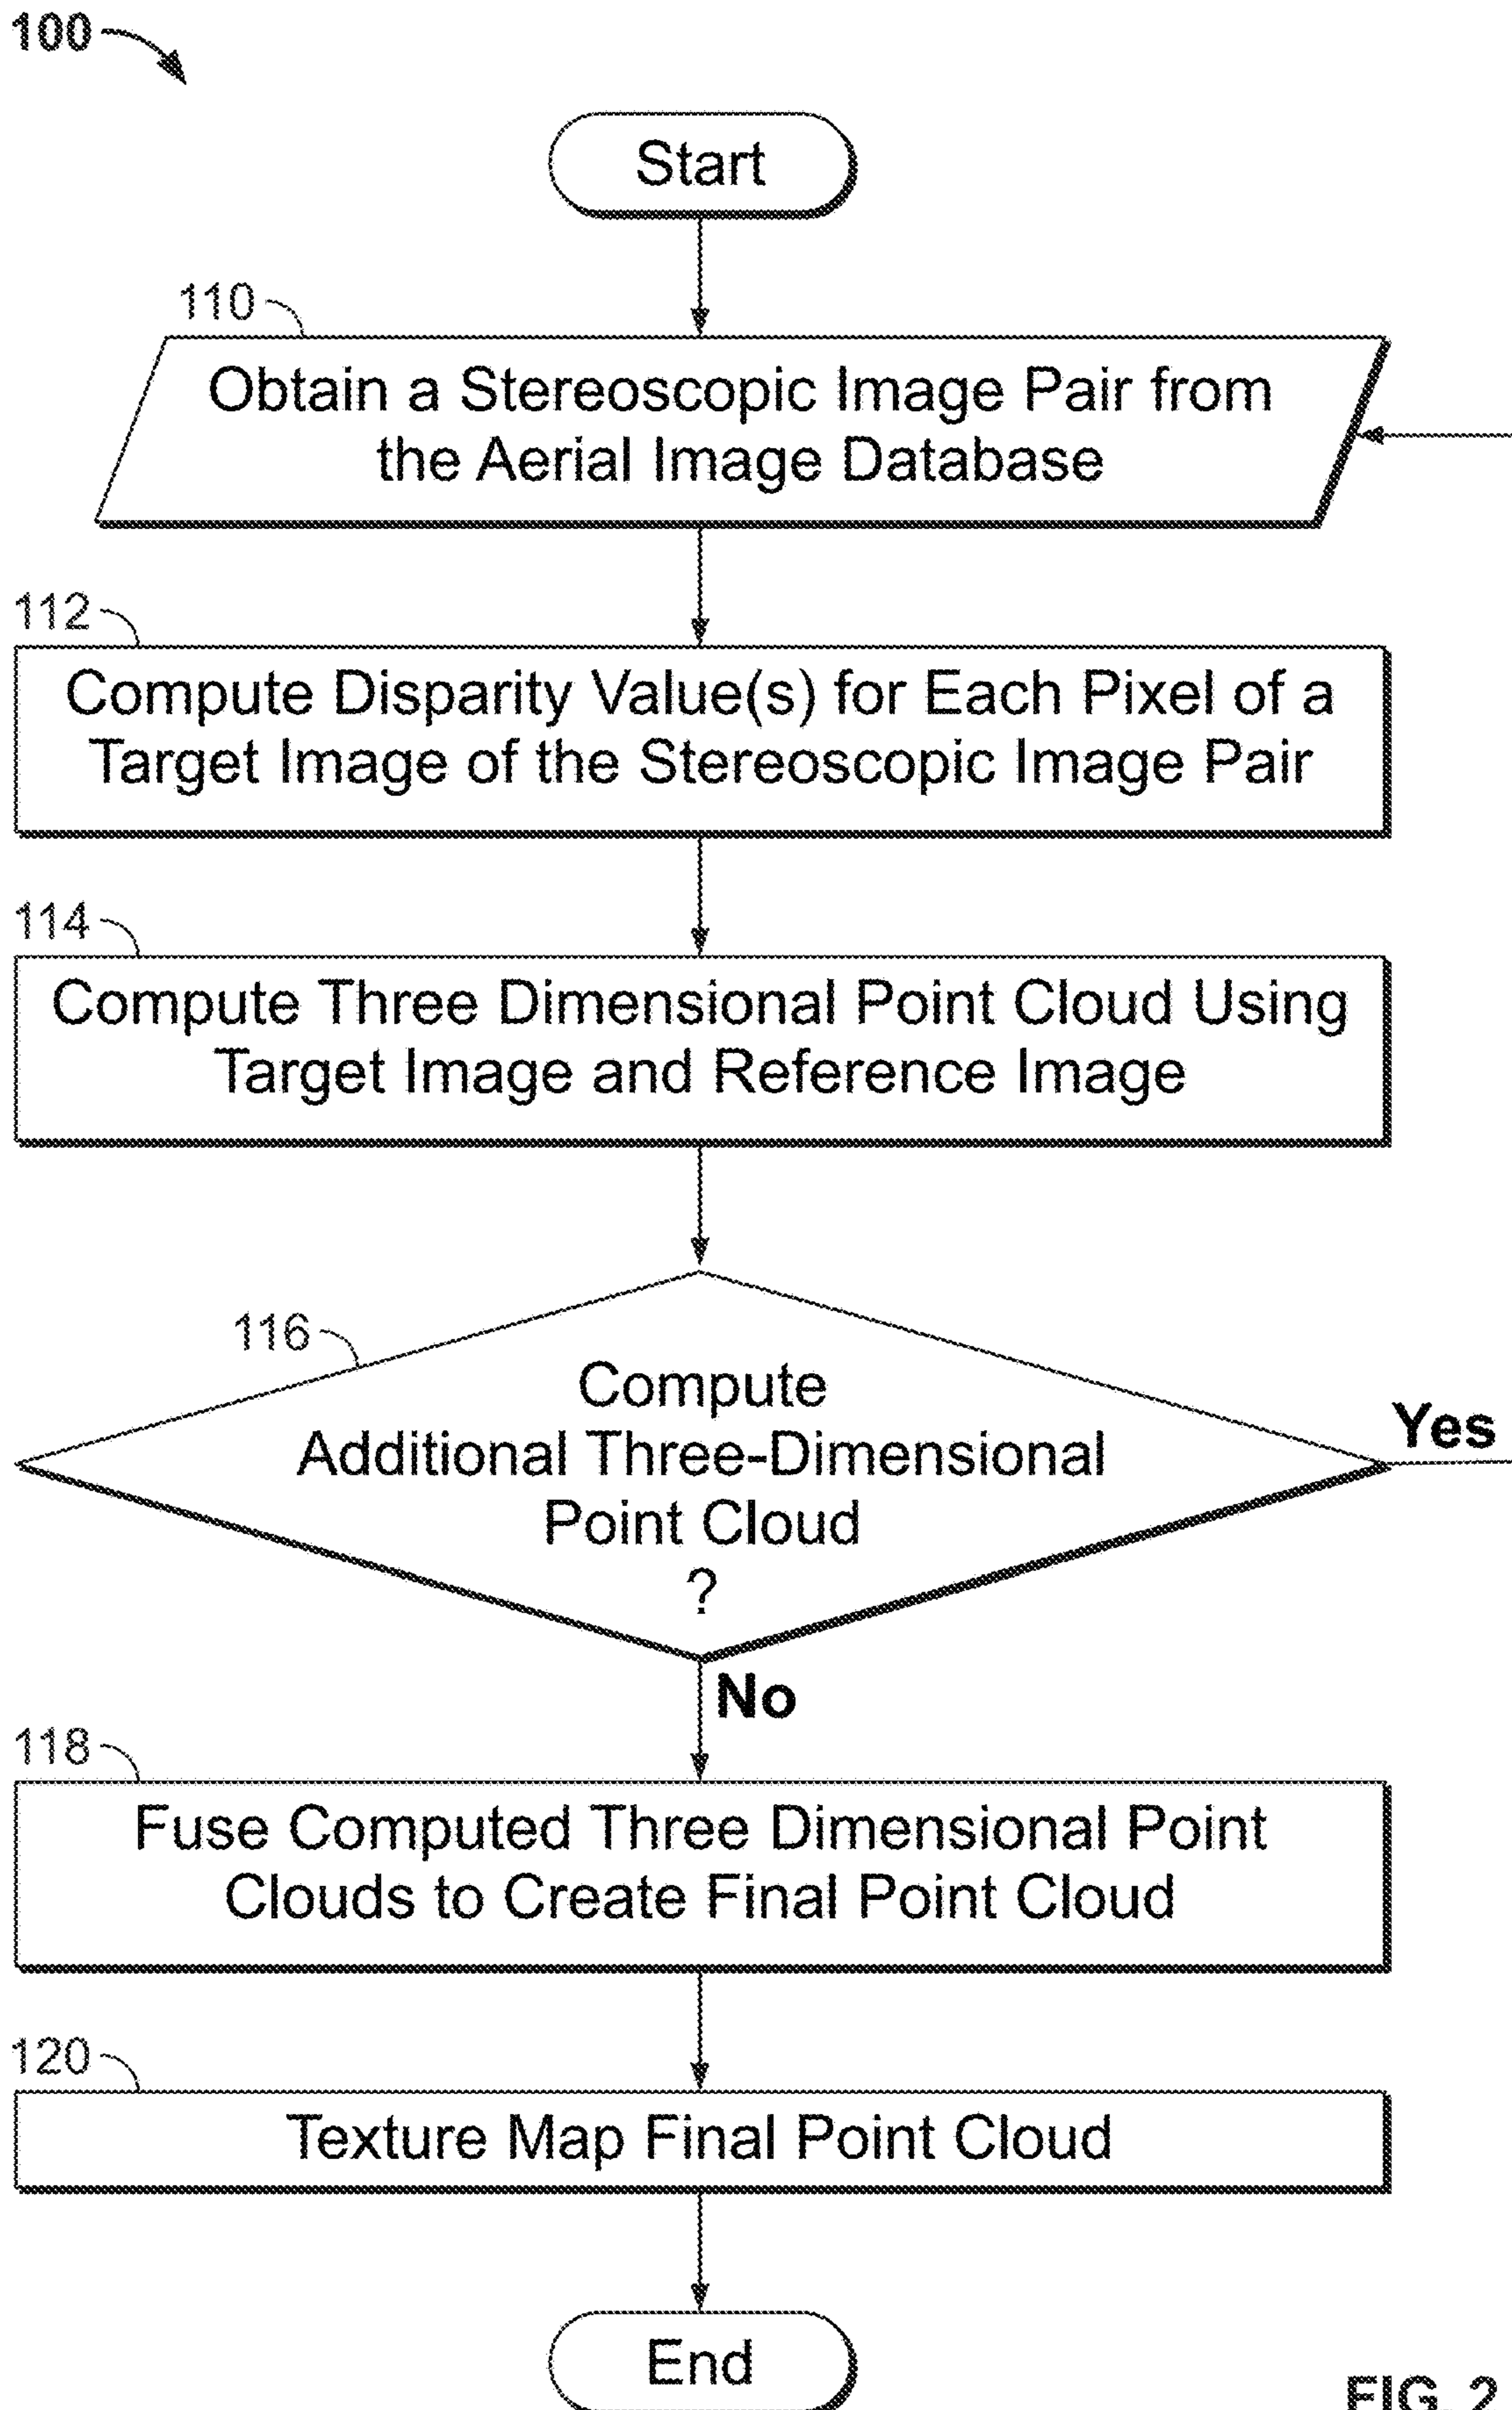 100
Start
110
Obtain a Stereoscopic Image Pair from
the Aerial Image Database
112
Compute Disparity Value(s) for Each Pixel of a
Target Image of the Stereoscopic Image Pair
114
Compute Three Dimensional Point Cloud Using
Target Image and Reference Image
116
Compute
Additional Three-Dimensional
Point Cloud
?
Yes
No
118
Fuse Computed Three Dimensional Point
Clouds to Create Final Point Cloud
120
Texture Map Final Point Cloud
End
FIG. 2